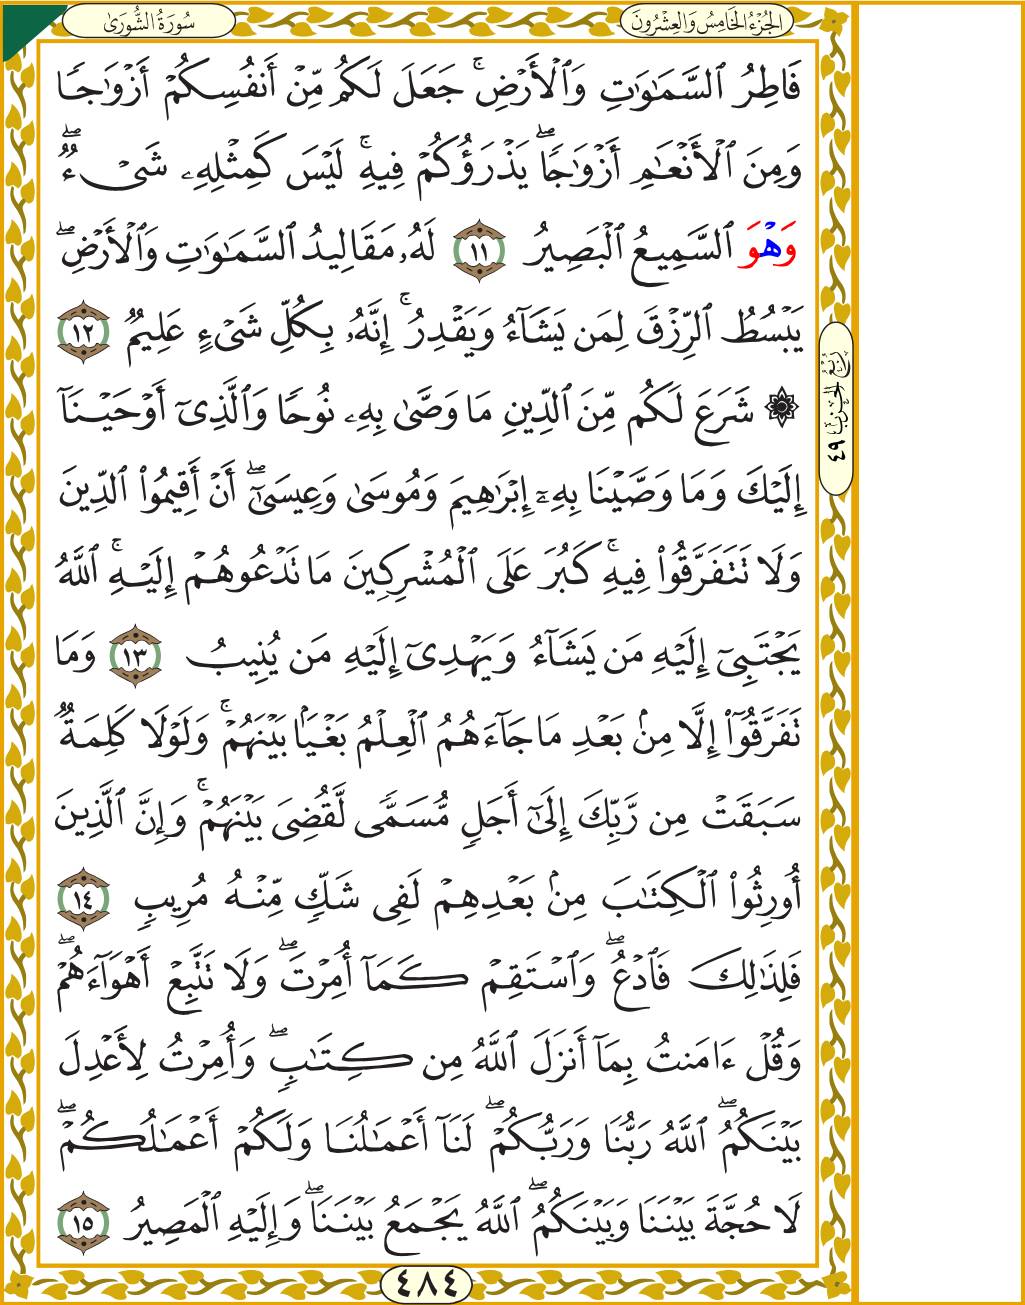 سُورَةُ الشُّورَىٰ
الجُزْءُ الخَامِسُ وَالعِشْرُونَ
فَاطِرُ ٱلسَّمَٰوَٰتِ وَٱلْأَرْضِ ۚ جَعَلَ لَكُم مِّنْ أَنفُسِكُمْ أَزْوَٰجًا
وَمِنَ ٱلْأَنْعَٰمِ أَزْوَٰجًا ۖ يَذْرَؤُكُمْ فِيهِ ۚ لَيْسَ كَمِثْلِهِۦ شَىْءٌ ۖ
وَهْوَ ٱلسَّمِيعُ ٱلْبَصِيرُ ١١ لَهُۥ مَقَالِيدُ ٱلسَّمَٰوَٰتِ وَٱلْأَرْضِ ۖ
يَبْسُطُ ٱلرِّزْقَ لِمَن يَشَآءُ وَيَقْدِرُ ۚ إِنَّهُۥ بِكُلِّ شَىْءٍ عَلِيمٌ ١٢
۞ شَرَعَ لَكُم مِّنَ ٱلدِّينِ مَا وَصَّىٰ بِهِۦ نُوحًا وَٱلَّذِىٓ أَوْحَيْنَآ
إِلَيْكَ وَمَا وَصَّيْنَا بِهِۦٓ إِبْرَٰهِيمَ وَمُوسَىٰ وَعِيسَىٰٓ ۖ أَنْ أَقِيمُوا۟ ٱلدِّينَ
وَلَا تَتَفَرَّقُوا۟ فِيهِ ۚ كَبُرَ عَلَى ٱلْمُشْرِكِينَ مَا تَدْعُوهُمْ إِلَيْهِ ۚ ٱللَّهُ
يَجْتَبِىٓ إِلَيْهِ مَن يَشَآءُ وَيَهْدِىٓ إِلَيْهِ مَن يُنِيبُ ١٣ وَمَا
تَفَرَّقُوٓا۟ إِلَّا مِنۢ بَعْدِ مَا جَآءَهُمُ ٱلْعِلْمُ بَغْيًۢا بَيْنَهُمْ ۚ وَلَوْلَا كَلِمَةٌ
سَبَقَتْ مِن رَّبِّكَ إِلَىٰٓ أَجَلٍ مُّسَمًّى لَّقُضِىَ بَيْنَهُمْ ۚ وَإِنَّ ٱلَّذِينَ
أُورِثُوا۟ ٱلْكِتَٰبَ مِنۢ بَعْدِهِمْ لَفِى شَكٍّ مِّنْهُ مُرِيبٍ ١٤
فَلِذَٰلِكَ فَٱدْعُ ۖ وَٱسْتَقِمْ كَمَآ أُمِرْتَ ۖ وَلَا تَتَّبِعْ أَهْوَآءَهُمْ ۖ
وَقُلْ ءَامَنتُ بِمَآ أَنزَلَ ٱللَّهُ مِن كِتَٰبٍ ۖ وَأُمِرْتُ لِأَعْدِلَ
بَيْنَكُمُ ۖ ٱللَّهُ رَبُّنَا وَرَبُّكُمْ ۖ لَنَآ أَعْمَٰلُنَا وَلَكُمْ أَعْمَٰلُكُمْ ۖ
لَا حُجَّةَ بَيْنَنَا وَبَيْنَكُمُ ۖ ٱللَّهُ يَجْمَعُ بَيْنَنَا ۖ وَإِلَيْهِ ٱلْمَصِيرُ ١٥
رُبْعُ الحِزْبِ ٤٩
٤٨٤